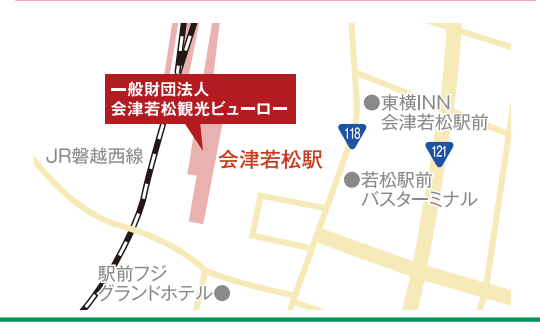 一般財団法人
会津若松観光ビューロー
東横INN
会津若松駅前
118
121
JR磐越西線
会津若松駅
若松駅前
バスターミナル
駅前フジ
グランドホテル